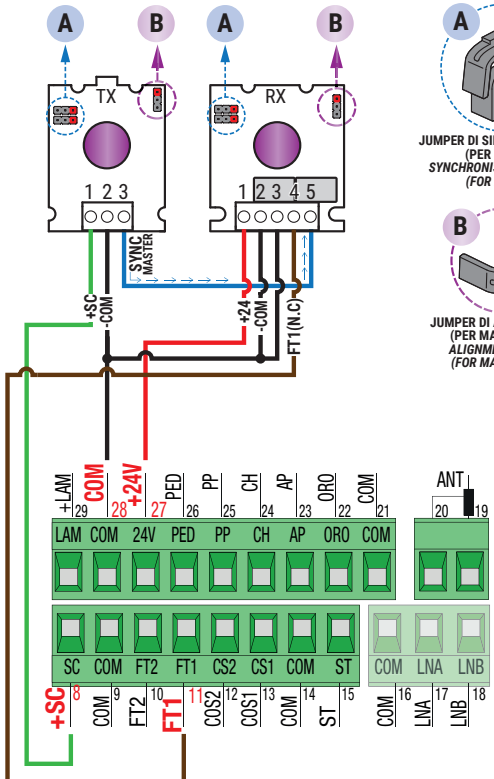 A B A B A
TX RX
1 2 3 1 2 3 4 5
JUMPER DI
(PER
SYNCHRONIS
(FOR
B
SYNC
MASTER
+SC
-COM
+24
-COM
FT1(N.C)
JUMPER DI
(PER MA
ALIGNME
(FOR MA
+LAM COM +24V PED PP CH AP ORO COM ANT
29 28 27 26 25 24 23 22 21 20 19
LAM COM 24V PED PP CH AP ORO COM
SC COM FT2 FT1 CS2 CS1 COM ST COM LNA LNB
8 9 10 11 12 13 14 15 16 17 18
+SC COM FT2 FT1 COS2 COS1 COM ST COM LNA LNB